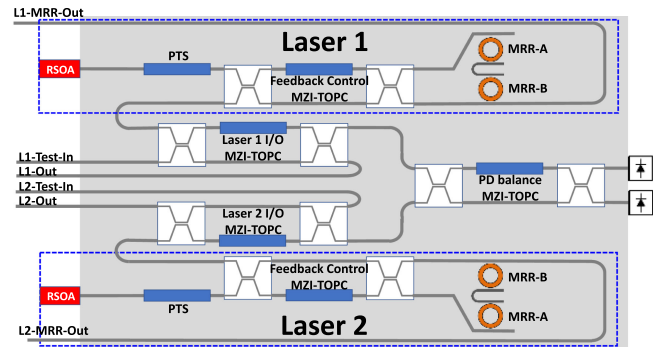 L1-MRR-Out
Laser 1
PTS
MRR-A
RSOA
Feedback Control
MZI-TOPC
MRR-B
Laser 1 I/O
MZI-TOPC
L1-Test-In
L1-Out
L2-Test-In
L2-Out
PD balance
MZI-TOPC
Laser 2 I/O
MZI-TOPC
Feedback Control
MZI-TOPC
MRR-B
RSOA
PTS
MRR-A
Laser 2
L2-MRR-Out